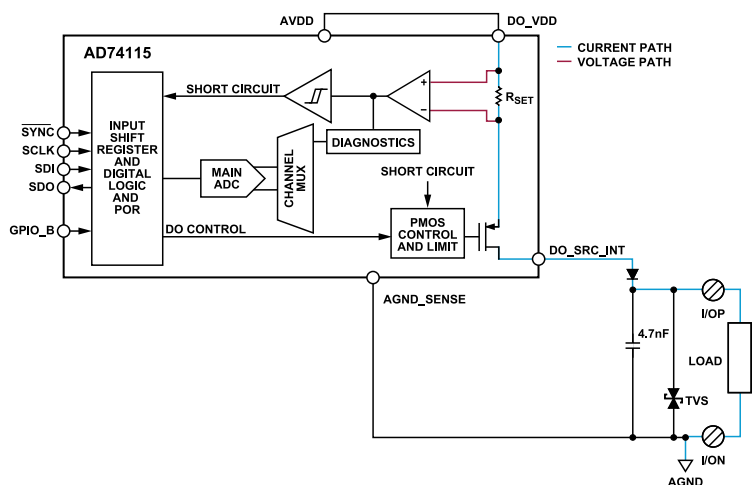 AVDD
DO_VDD
AD74115
CURRENT PATH
VOLTAGE PATH
SHORT CIRCUIT
+
−
RSET
SYNC
SCLK
SDI
SDO
GPIO_B
INPUT
SHIFT
REGISTER
AND
DIGITAL
LOGIC
AND
POR
DIAGNOSTICS
MAIN
ADC
CHANNEL
MUX
SHORT CIRCUIT
DO CONTROL
PMOS
CONTROL
AND LIMIT
DO_SRC_INT
AGND_SENSE
4.7nF
I/OP
LOAD
TVS
I/ON
AGND